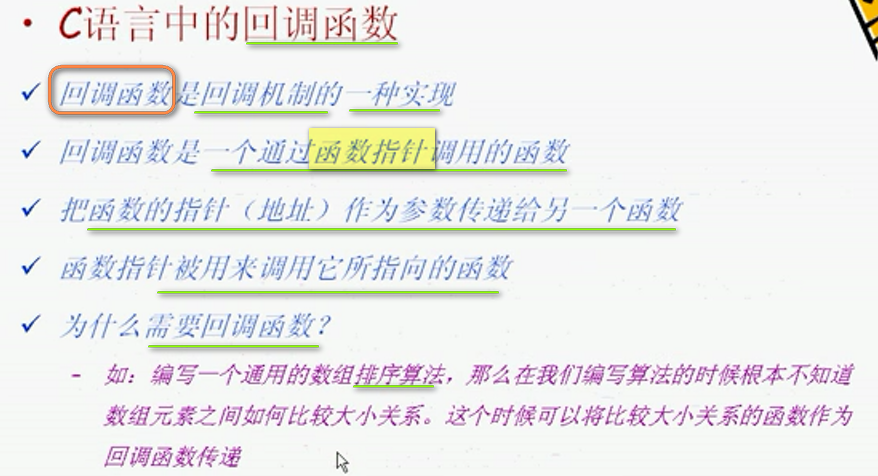 • C语言中的回调函数
✓ 回调函数是回调机制的一种实现
✓ 回调函数是一个通过函数指针调用的函数
✓ 把函数的指针（地址）作为参数传递给另一个函数
✓ 函数指针被用来调用它所指向的函数
✓ 为什么需要回调函数？
- 如：编写一个通用的数组排序算法，那么在我们编写算法的时候根本不知道
数组元素之间如何比较大小关系。这个时候可以将比较大小关系的函数作为
回调函数传递